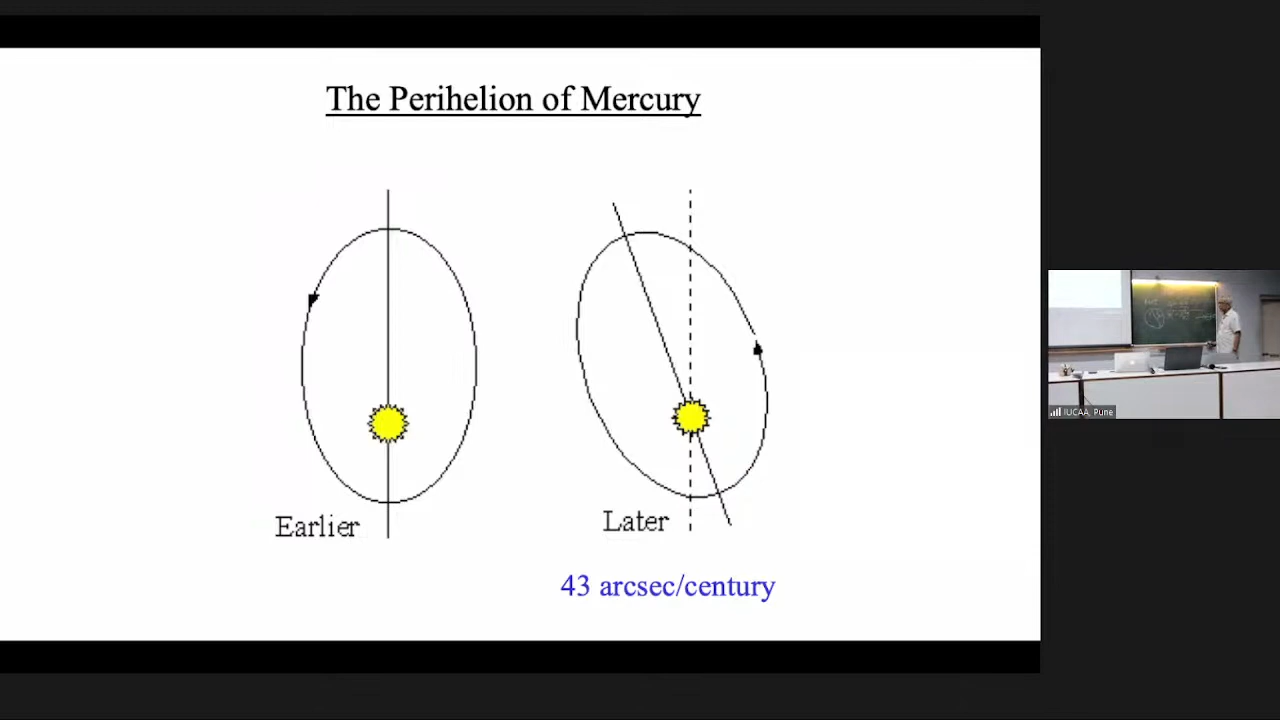 The Perihelion of Mercury
Earlier
Later
43 arcsec/century
IUCAA, Pune